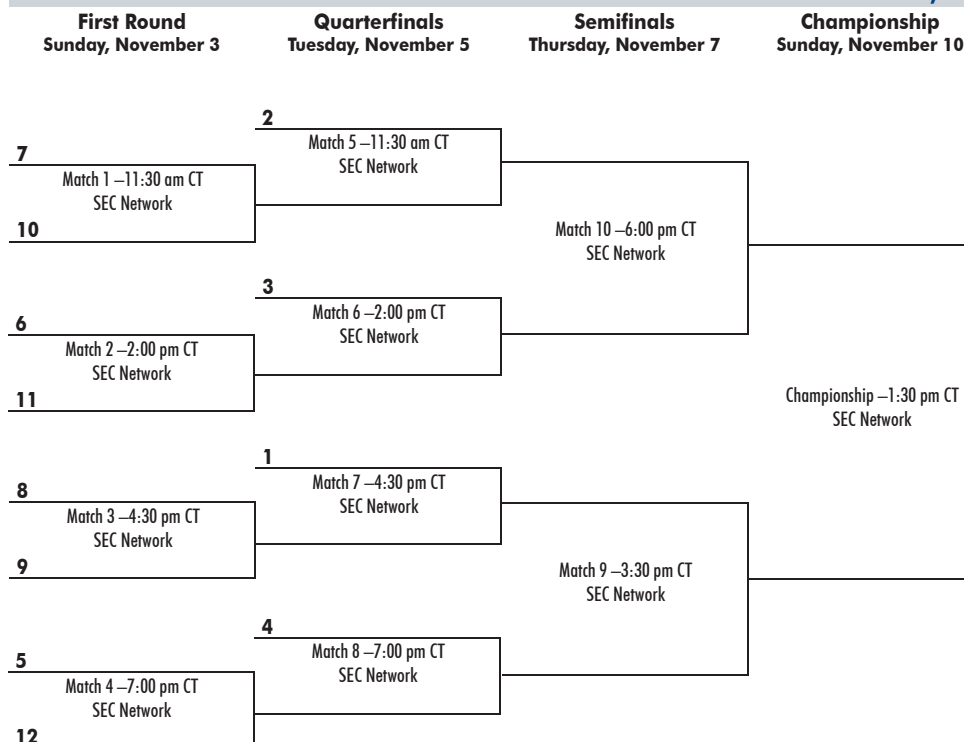 First Round
Sunday, November 3
Quarterfinals
Tuesday, November 5
Semifinals
Thursday, November 7
Championship
Sunday, November 10
7
Match 1 –11:30 am CT
SEC Network
10
6
Match 2 –2:00 pm CT
SEC Network
11
8
Match 3 –4:30 pm CT
SEC Network
9
5
Match 4 –7:00 pm CT
SEC Network
12
2
Match 5 –11:30 am CT
SEC Network
3
Match 6 –2:00 pm CT
SEC Network
1
Match 7 –4:30 pm CT
SEC Network
4
Match 8 –7:00 pm CT
SEC Network
Match 10 –6:00 pm CT
SEC Network
Match 9 –3:30 pm CT
SEC Network
Championship –1:30 pm CT
SEC Network